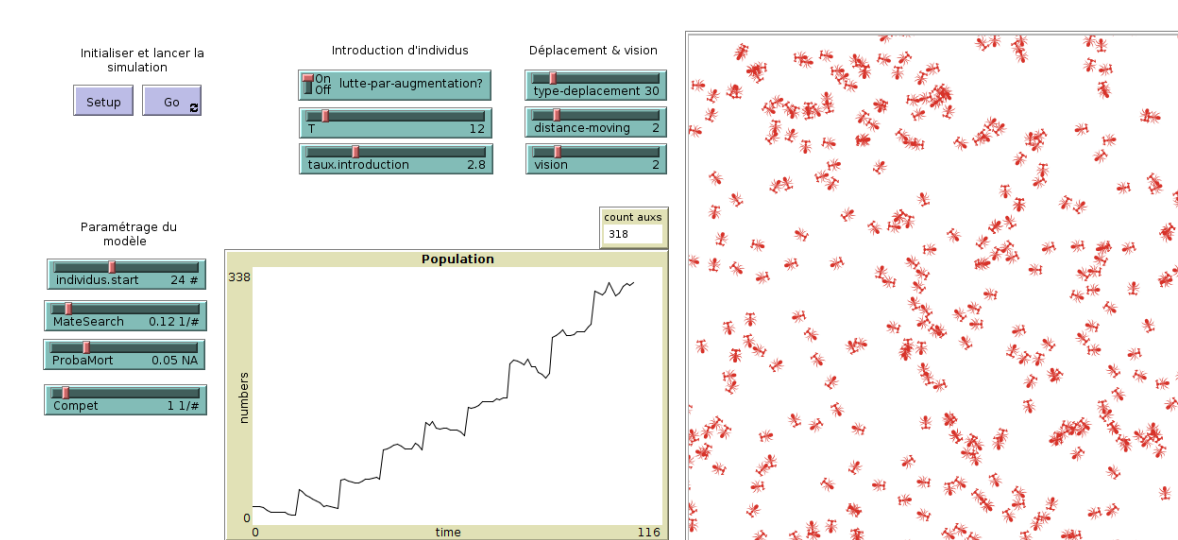 Initialiser et lancer la
simulation
Setup
Go
Introduction d'individus
On
Off
lutte-par-augmentation?
T 12
taux.introduction 2.8
Déplacement & vision
type-deplacement 30
distance-moving 2
vision 2
Paramétrage du
modèle
individus.start 24 #
MateSearch 0.12 1/#
ProbaMort 0.05 NA
Compet 1 1/#
count auxs
318
Population
338
numbers
0
0 time 116